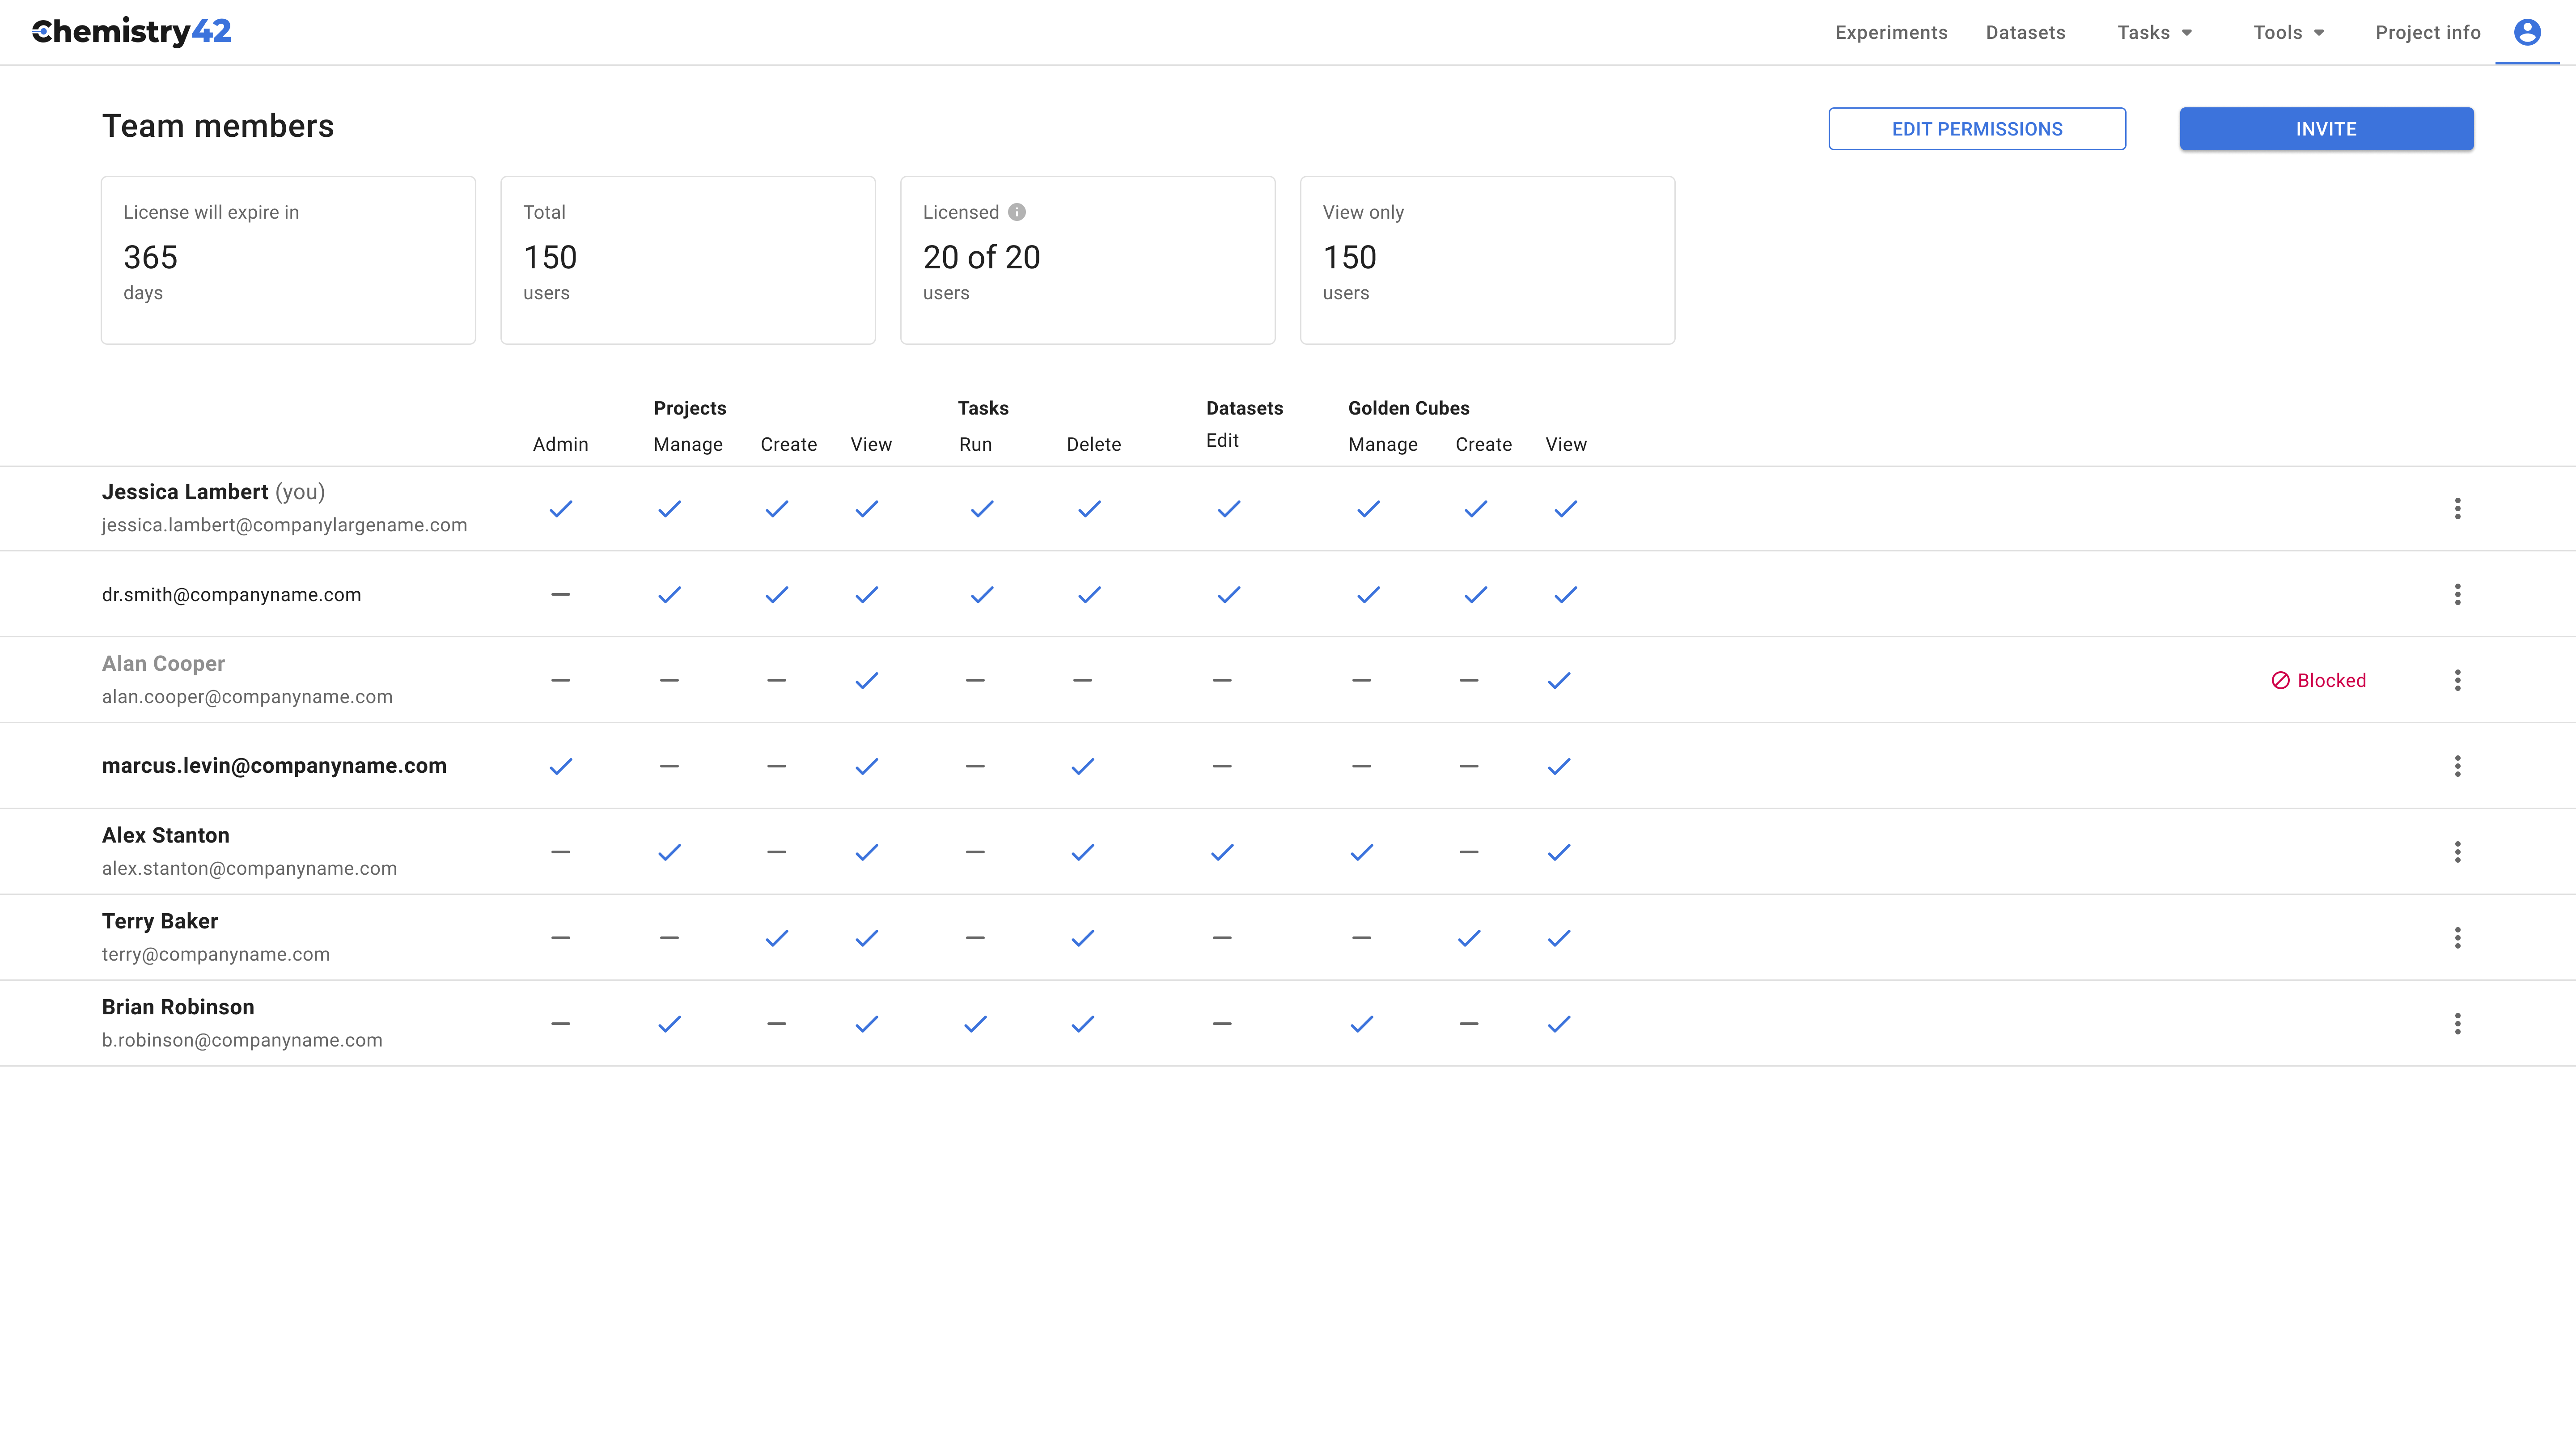 Chemistry42
Experiments Datasets Tasks Tools Project info
Team members
EDIT PERMISSIONS
INVITE
License will expire in
365
days
Total
150
users
Licensed
20 of 20
users
View only
150
users
Projects Tasks Datasets Golden Cubes
Admin Manage Create View Run Delete Edit Manage Create View
Jessica Lambert (you)
jessica.lambert@companylargename.com
dr.smith@companyname.com
Alan Cooper
alan.cooper@companyname.com
Blocked
marcus.levin@companyname.com
Alex Stanton
alex.stanton@companyname.com
Terry Baker
terry@companyname.com
Brian Robinson
b.robinson@companyname.com